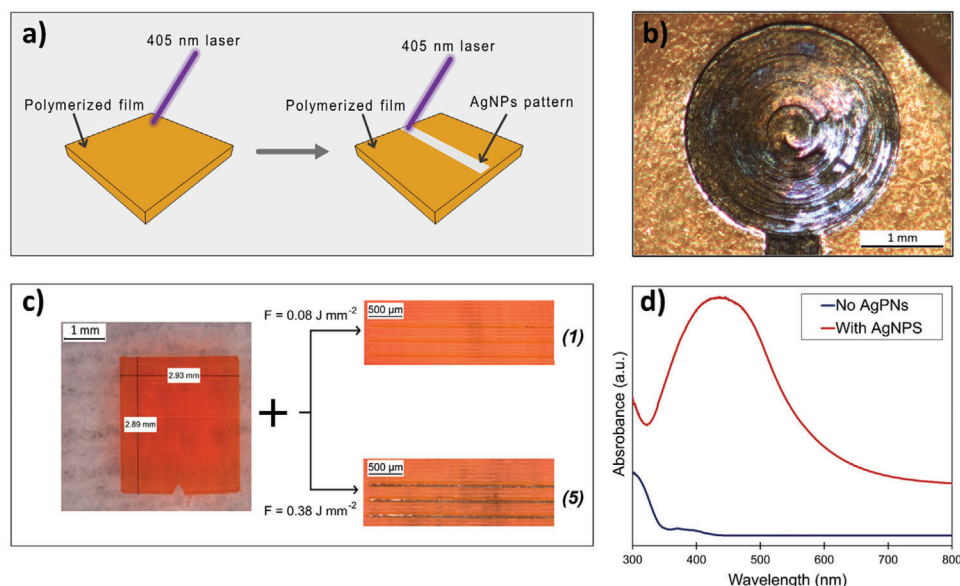 a)
405 nm laser
Polymerized film
405 nm laser
Polymerized film
AgNPs pattern
b)
1 mm
c)
1 mm
2.93 mm
2.89 mm
+
F = 0.08 J mm⁻²
500 µm
(1)
F = 0.38 J mm⁻²
500 µm
(5)
d)
No AgPNs
With AgNPS
Absrobance (a.u.)
300 400 500 600 700 800
Wavelength (nm)